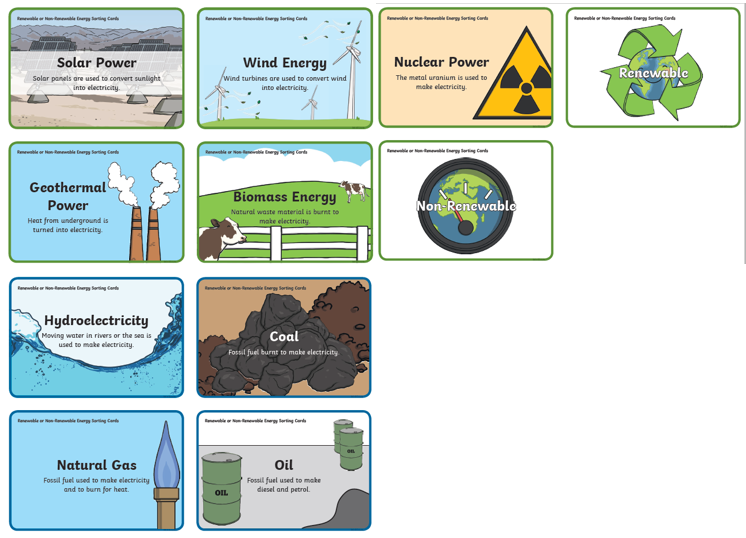 Renewable or Non-Renewable Energy Sorting Cards
Solar Power
Solar panels are used to convert sunlight
into electricity.
Renewable or Non-Renewable Energy Sorting Cards
Wind Energy
Wind turbines are used to convert wind
into electricity.
Renewable or Non-Renewable Energy Sorting Cards
Nuclear Power
The metal uranium is used to
make electricity.
Renewable or Non-Renewable Energy Sorting Cards
Renewable
Renewable or Non-Renewable Energy Sorting Cards
Geothermal
Power
Heat from underground is
turned into electricity.
Renewable or Non-Renewable Energy Sorting Cards
Biomass Energy
Natural waste material is burnt to
make electricity.
Renewable or Non-Renewable Energy Sorting Cards
Non-Renewable
Renewable or Non-Renewable Energy Sorting Cards
Hydroelectricity
Moving water in rivers or the sea is
used to make electricity.
Renewable or Non-Renewable Energy Sorting Cards
Coal
Fossil fuel burnt to make electricity.
Renewable or Non-Renewable Energy Sorting Cards
Natural Gas
Fossil fuel used to make electricity
and to burn for heat.
Renewable or Non-Renewable Energy Sorting Cards
Oil
Fossil fuel used to make
diesel and petrol.
OIL
OIL